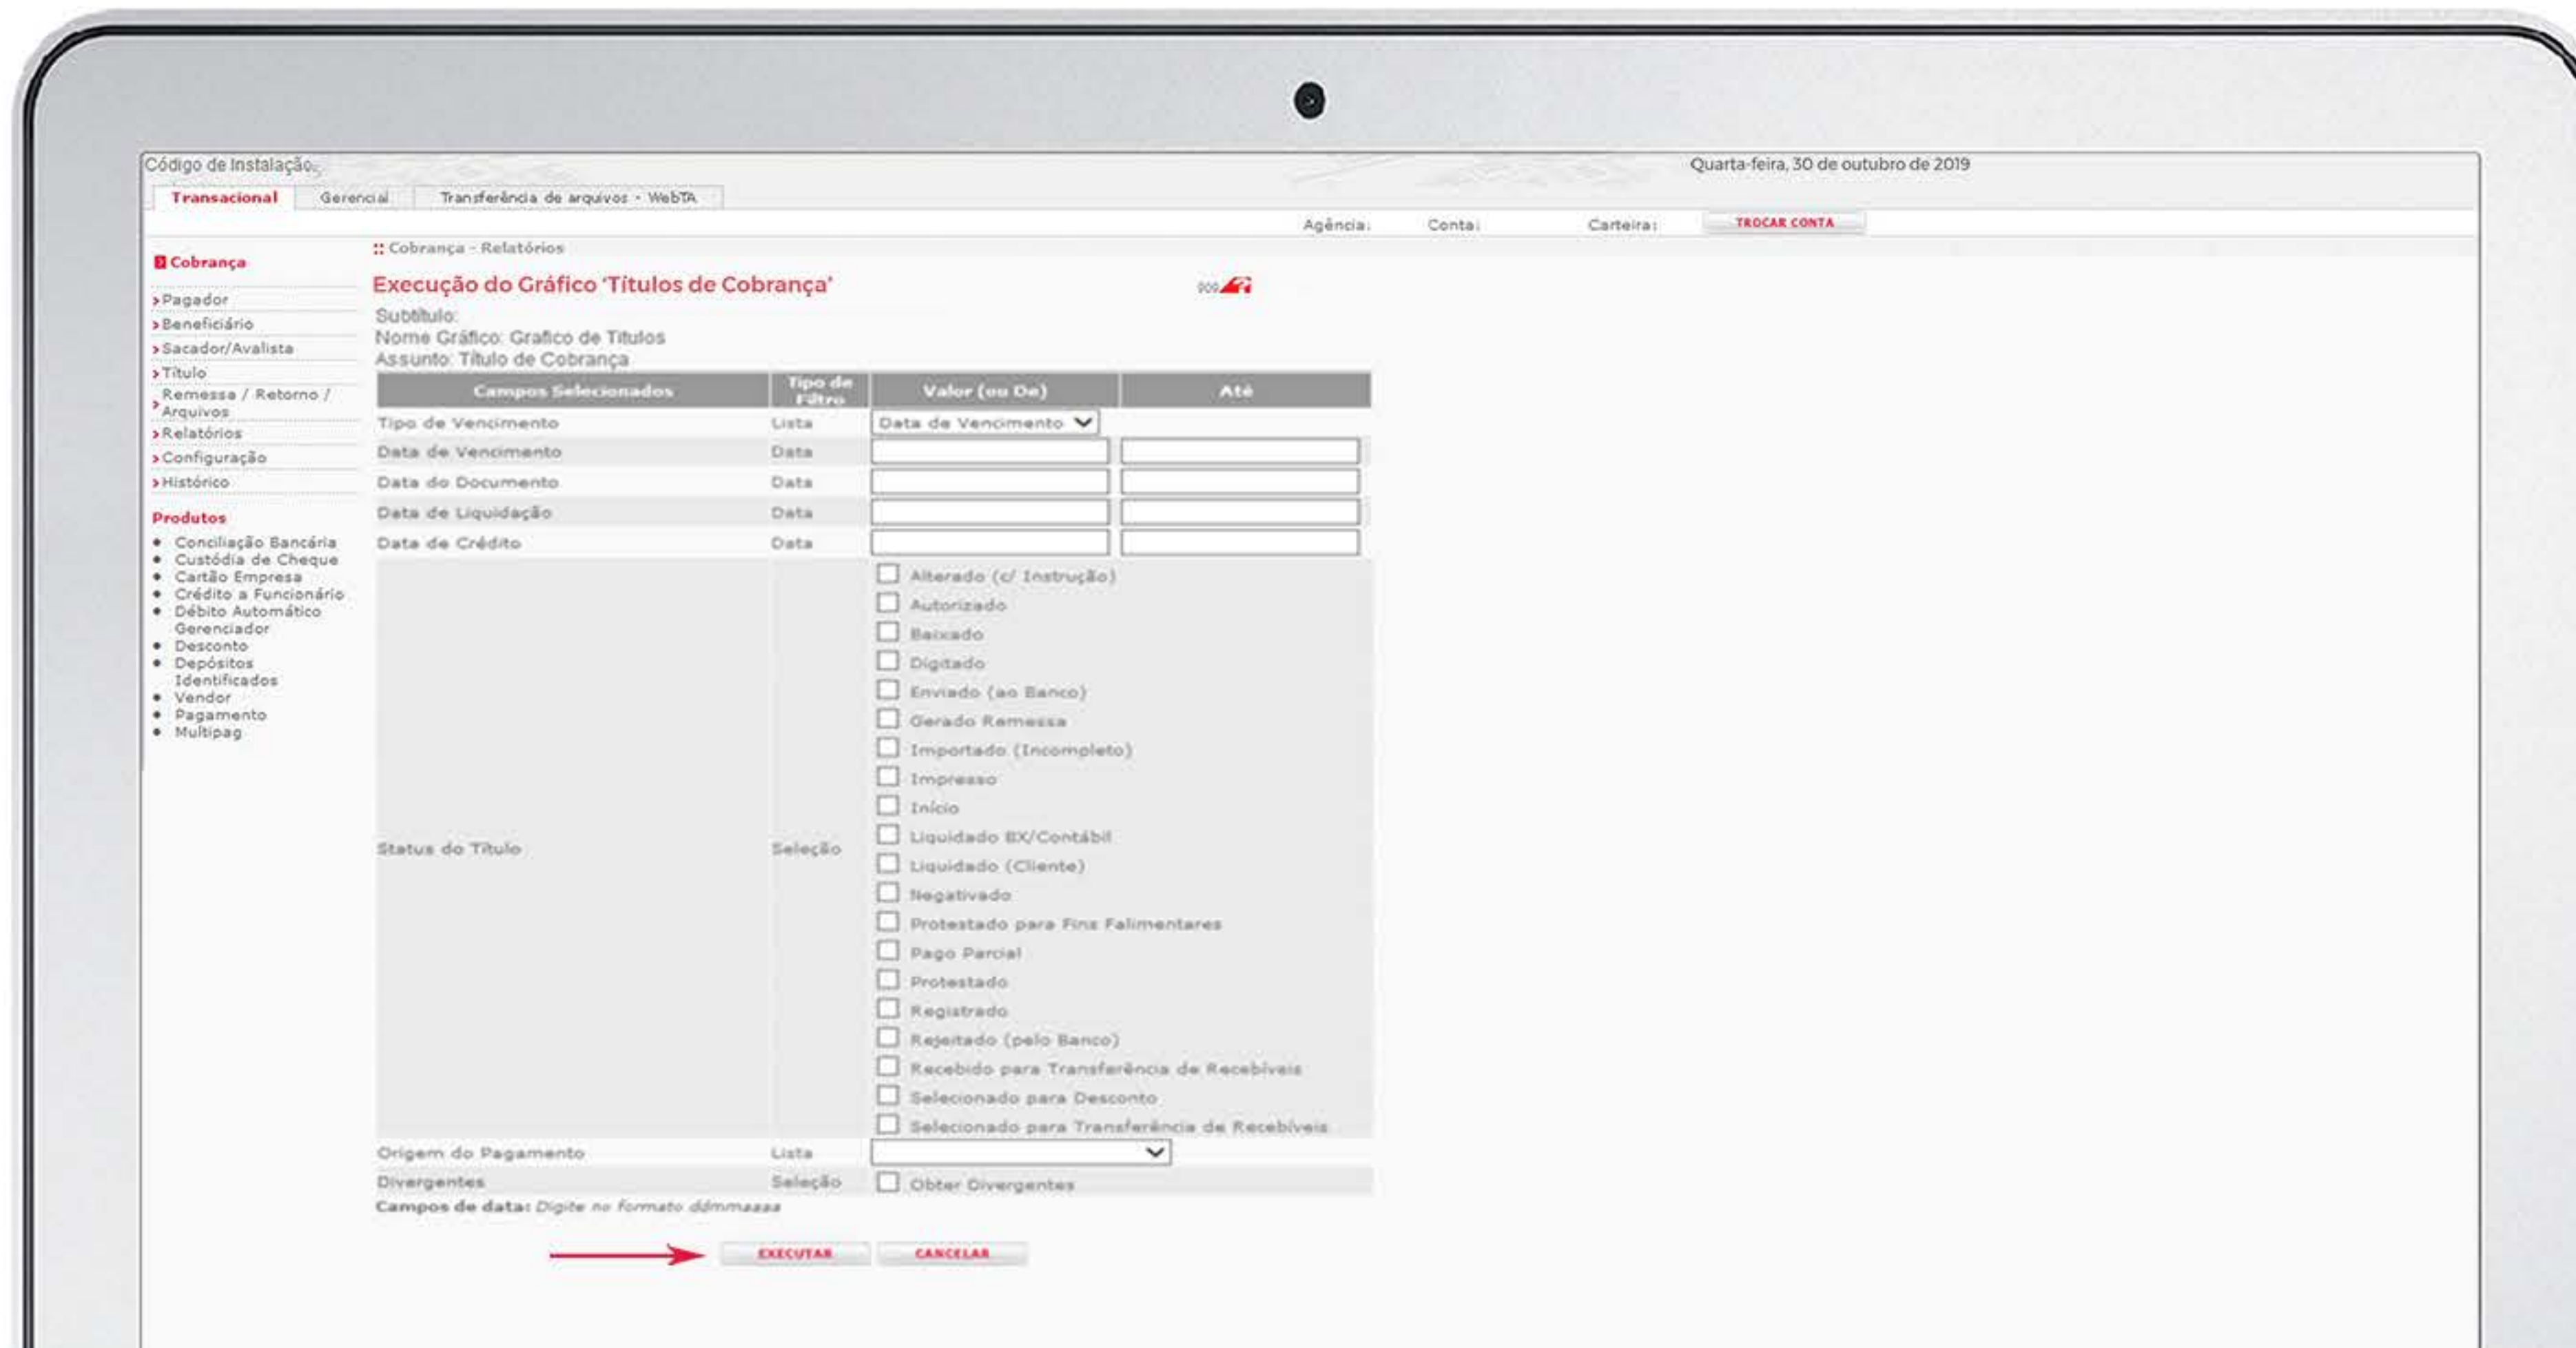 Código de Instalação:
Quarta-feira, 30 de outubro de 2019
Transacional Gerencial Transferência de arquivos - WebTA
Agência: Conta: Carteira: TROCAR CONTA
Cobrança
Pagador
Beneficiário
Sacador/Avalista
Título
Remessa / Retorno /
Arquivos
Relatórios
Configuração
Histórico
Produtos
Conciliação Bancária
Custódia de Cheque
Cartão Empresa
Crédito a Funcionário
Débito Automático
Gerenciador
Desconto
Depósitos
Identificados
Vendor
Pagamento
Multipag
:: Cobrança - Relatórios
Execução do Gráfico 'Títulos de Cobrança'
Subtítulo:
Nome Gráfico: Grafico de Titulos
Assunto: Título de Cobrança
Campos Selecionados Tipo de Filtro Valor (ou De) Até
Tipo de Vencimento Lista Data de Vencimento
Data de Vencimento Data
Data do Documento Data
Data de Liquidação Data
Data de Crédito Data
Status do Título Seleção
Alterado (c/ Instrução)
Autorizado
Baixado
Digitado
Enviado (ao Banco)
Gerado Remessa
Importado (Incompleto)
Impresso
Início
Liquidado BX/Contábil
Liquidado (Cliente)
Negativado
Protestado para Fins Falimentares
Pago Parcial
Protestado
Registrado
Rejeitado (pelo Banco)
Recebido para Transferência de Recebíveis
Selecionado para Desconto
Selecionado para Transferência de Recebíveis
Origem do Pagamento Lista
Divergentes Seleção Obter Divergentes
Campos de data: Digite no formato ddmmaaaa
EXECUTAR CANCELAR